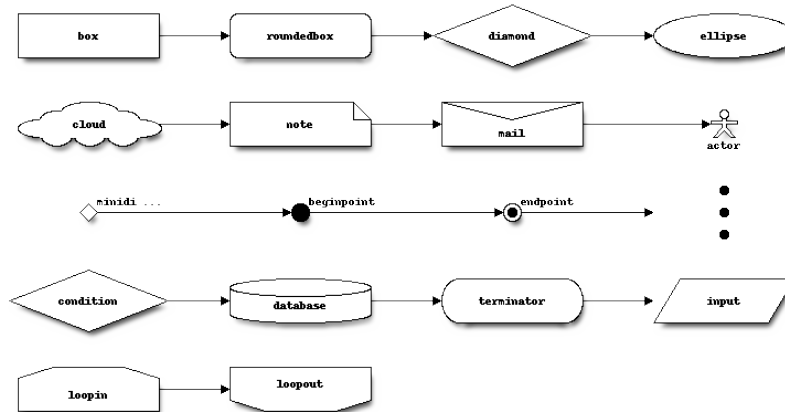 box
roundedbox
diamond
ellipse
cloud
note
mail
actor
minidi ...
beginpoint
endpoint
condition
database
terminator
input
loopin
loopout